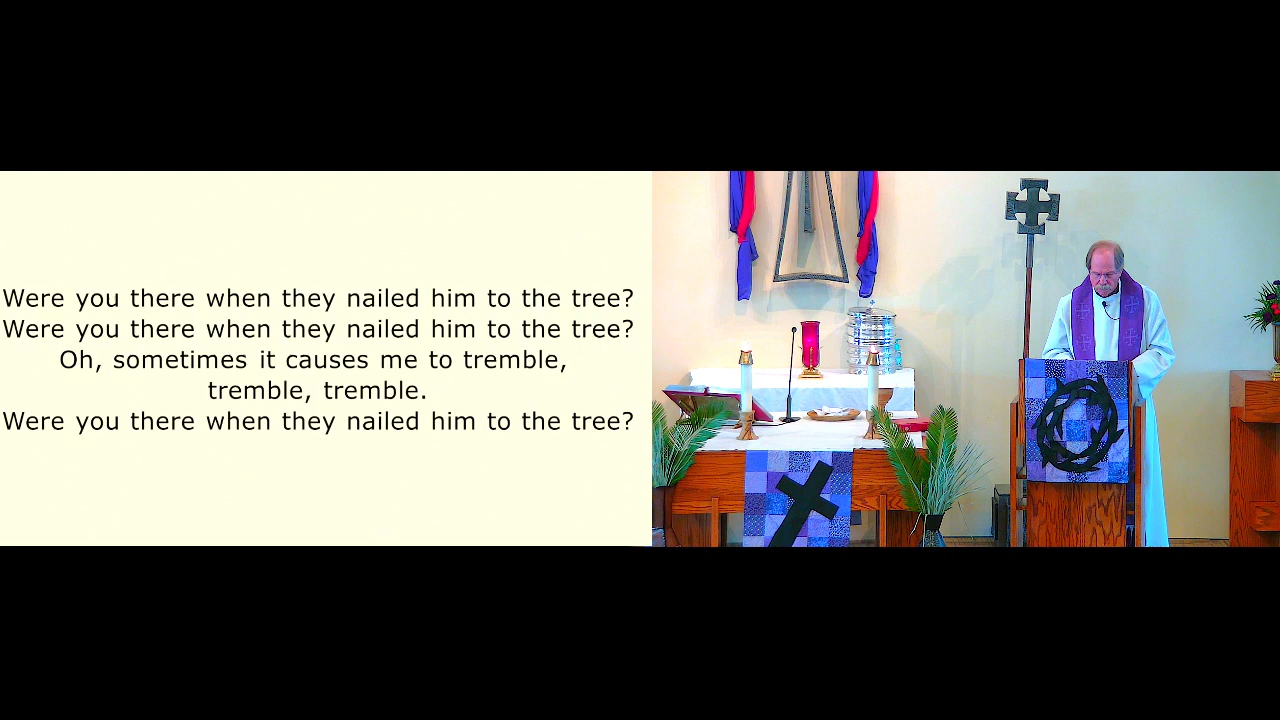 Were you there when they nailed him to the tree?
Were you there when they nailed him to the tree?
Oh, sometimes it causes me to tremble,
tremble, tremble.
Were you there when they nailed him to the tree?